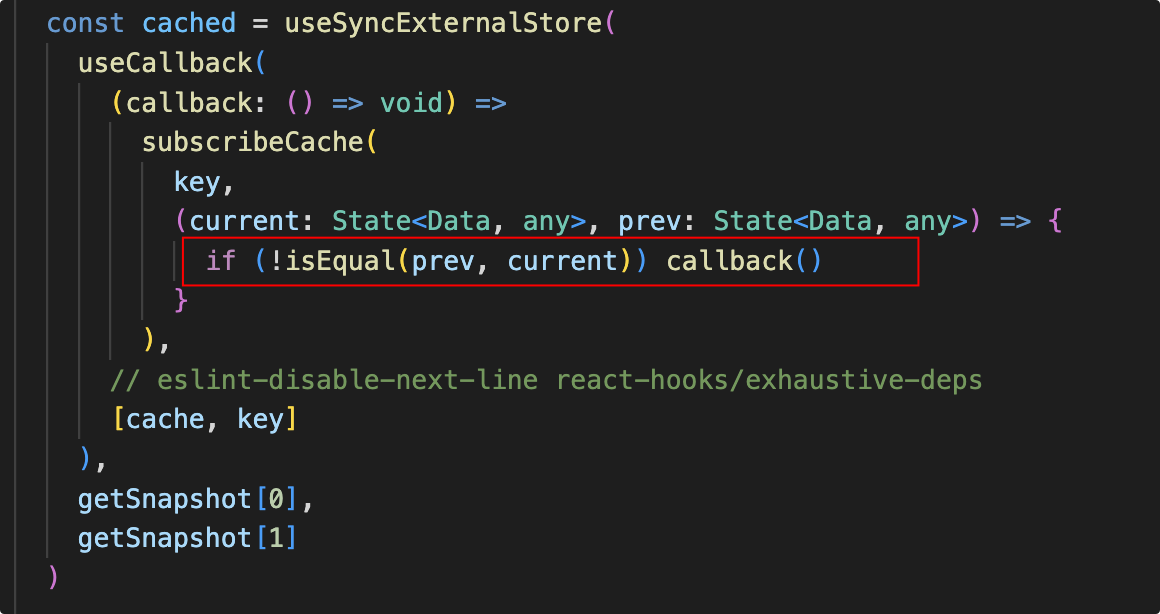 const cached = useSyncExternalStore(
useCallback(
(callback: () => void) =>
subscribeCache(
key,
(current: State<Data, any>, prev: State<Data, any>) => {
if (!isEqual(prev, current)) callback()
}
),
// eslint-disable-next-line react-hooks/exhaustive-deps
[cache, key]
),
getSnapshot[0],
getSnapshot[1]
)